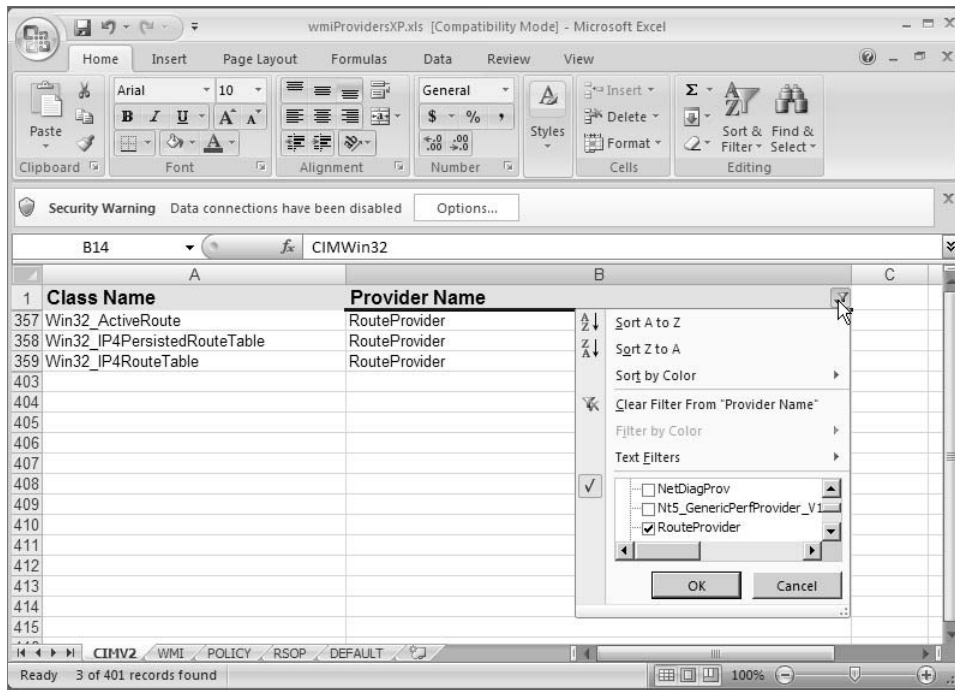 wmiProvidersXP.xls [Compatibility Mode] - Microsoft Excel
Home Insert Page Layout Formulas Data Review View
Arial 10 General Insert Σ
B I U A A $ % , Delete
Paste A Styles Format Sort & Filter Find & Select
Clipboard Font Alignment Number Cells Editing
Security Warning Data connections have been disabled Options...
B14 fx CIMWin32
A B C
1 Class Name Provider Name
357 Win32_ActiveRoute RouteProvider
358 Win32_IP4PersistedRouteTable RouteProvider
359 Win32_IP4RouteTable RouteProvider
403
404
405
406
407
408
409
410
411
412
413
414
415
Sort A to Z
Sort Z to A
Sort by Color
Clear Filter From "Provider Name"
Filter by Color
Text Filters
NetDiagProv
Nt5_GenericPerfProvider_V1
RouteProvider
OK Cancel
CIMV2 WMI POLICY RSOP DEFAULT
Ready 3 of 401 records found 100%